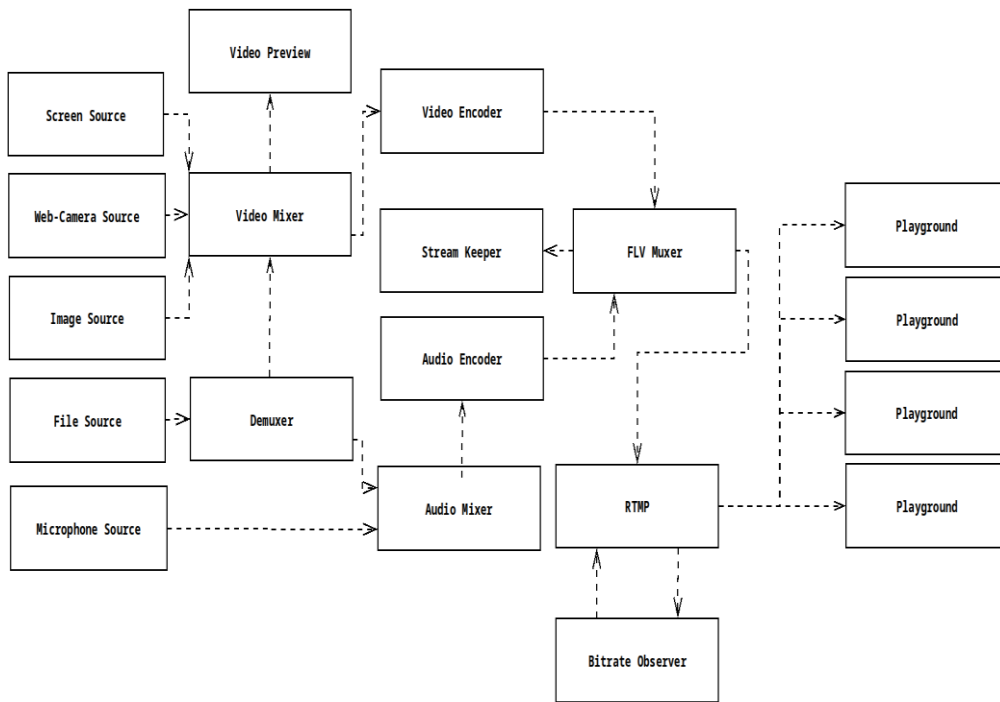 Video Preview
Screen Source
Video Encoder
Web-Camera Source
Video Mixer
Playground
Stream Keeper
FLV Muxer
Image Source
Playground
Audio Encoder
File Source
Demuxer
Playground
Microphone Source
Audio Mixer
RTMP
Playground
Bitrate Observer